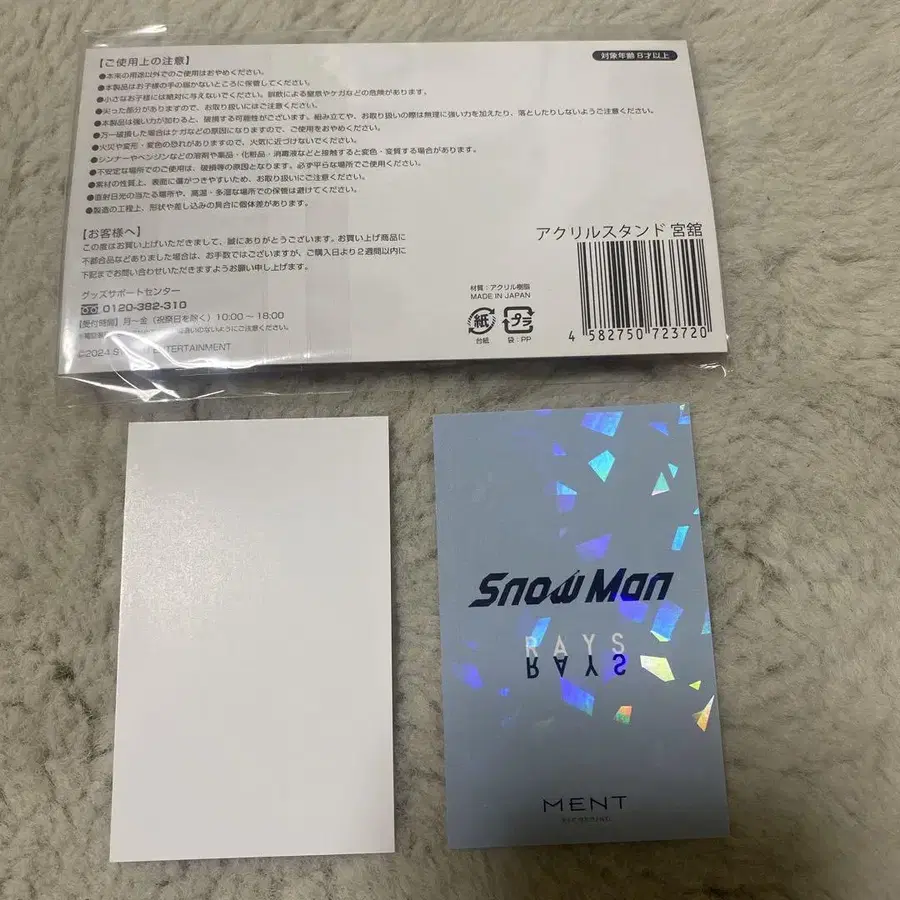 【ご使用上の注意】
対象年齢 8才以上
●本来の用途以外でのご使用はおやめください。
●本製品はお子様の手の届かないところに保管してください。
●小さなお子様には絶対に与えないでください。誤飲による窒息やケガなどの危険があります。
●尖った部分がありますので、お取り扱いにはご注意ください。
●本製品は強い力が加わると、破損する可能性がございます。組み立てや、お取り扱いの際は無理に強い力を加えたり、落としたりしないようご注意ください。
●万一破損した場合はケガなどの原因になりますので、ご使用をおやめください。
●火災や変形・変色の恐れがありますので、火気に近づけないでください。
●シンナーやベンジンなどの溶剤や薬品・化粧品・消毒液などと接触すると変色・変質する場合があります。
●不安定な場所でのご使用は、破損等の原因となります。必ず平らな場所でご使用ください。
●素材の性質上、表面に傷がつきやすいため、お取り扱いにご注意ください。
●直射日光の当たる場所や、高温・多湿な場所での保管は避けてください。
●製造の工程上、形状や差し込みの具合に個体差があります。
【お客様へ】
この度はお買い上げいただきまして、誠にありがとうございます。お買い上げ商品に
不都合品などありました場合は、お手数ではございますが、ご購入日より2週間以内に
下記までお問い合わせいただきますようお願い申し上げます。
グッズサポートセンター
0120-382-310
【受付時間】月～金（祝祭日を除く）10:00～18:00
©2024 S ENTERTAINMENT
アクリルスタンド 宮舘
材質：アクリル樹脂
MADE IN JAPAN
紙
台紙
プラ
袋：PP
4 582750 723720
Snow Man
RAYS
RAYS
MENT